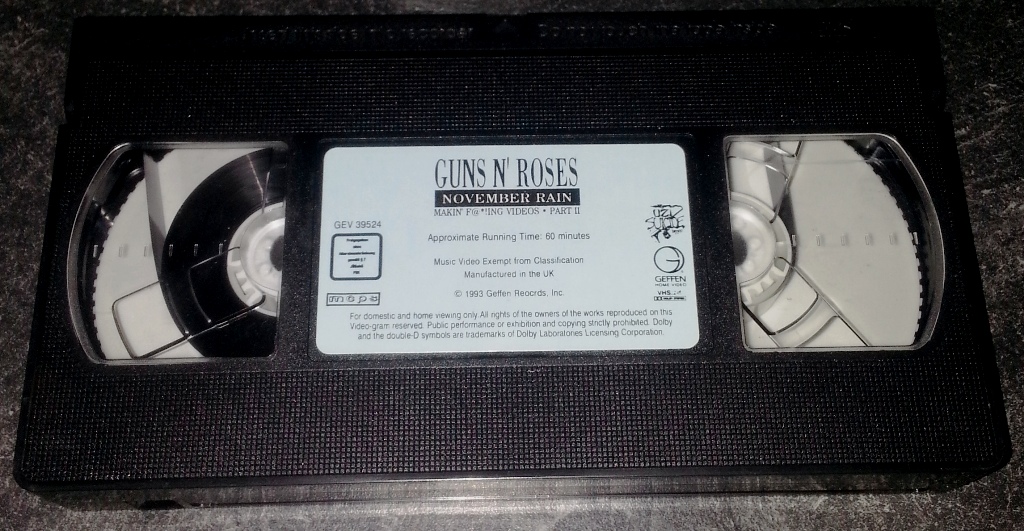 GUNS N' ROSES
NOVEMBER RAIN
MAKIN' F@*!ING VIDEOS • PART II
GEV 39524
Approximate Running Time: 60 minutes
Music Video Exempt from Classification
Manufactured in the UK
© 1993 Geffen Reocrds, Inc.
mcps
GEFFEN
HOME VIDEO
VHS
For domestic and home viewing only All rights of the owners of the works reproduced on this
Video-gram reserved. Public performance or exhibition and copying strictly prohibited. Dolby
and the double-D symbols are trademarks of Dolby Laboratories Licensing Corporation.